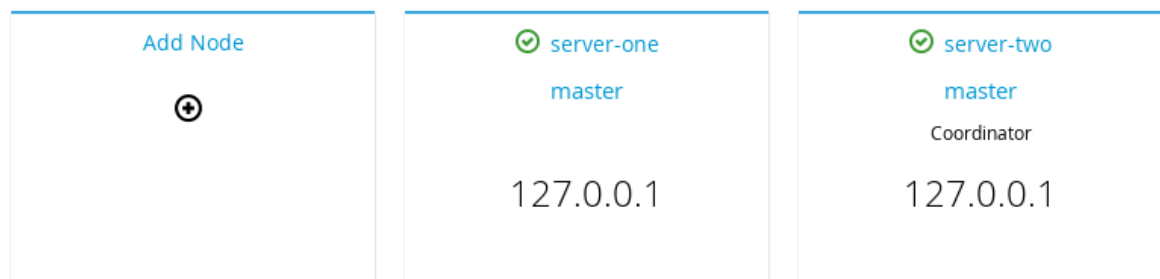 Add Node
server-one
master
127.0.0.1
server-two
master
Coordinator
127.0.0.1